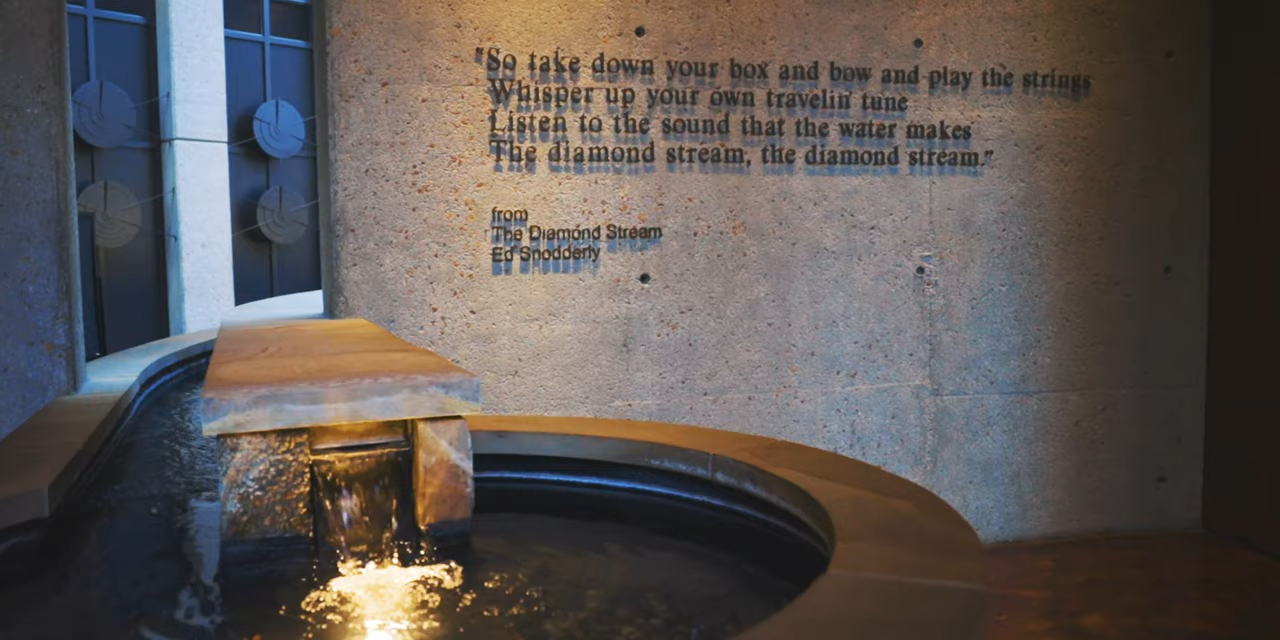 "So take down your box and bow and play the strings
Whisper up your own travelin' tune
Listen to the sound that the water makes
The diamond stream, the diamond stream."
from
The Diamond Stream
Ed Snodderly